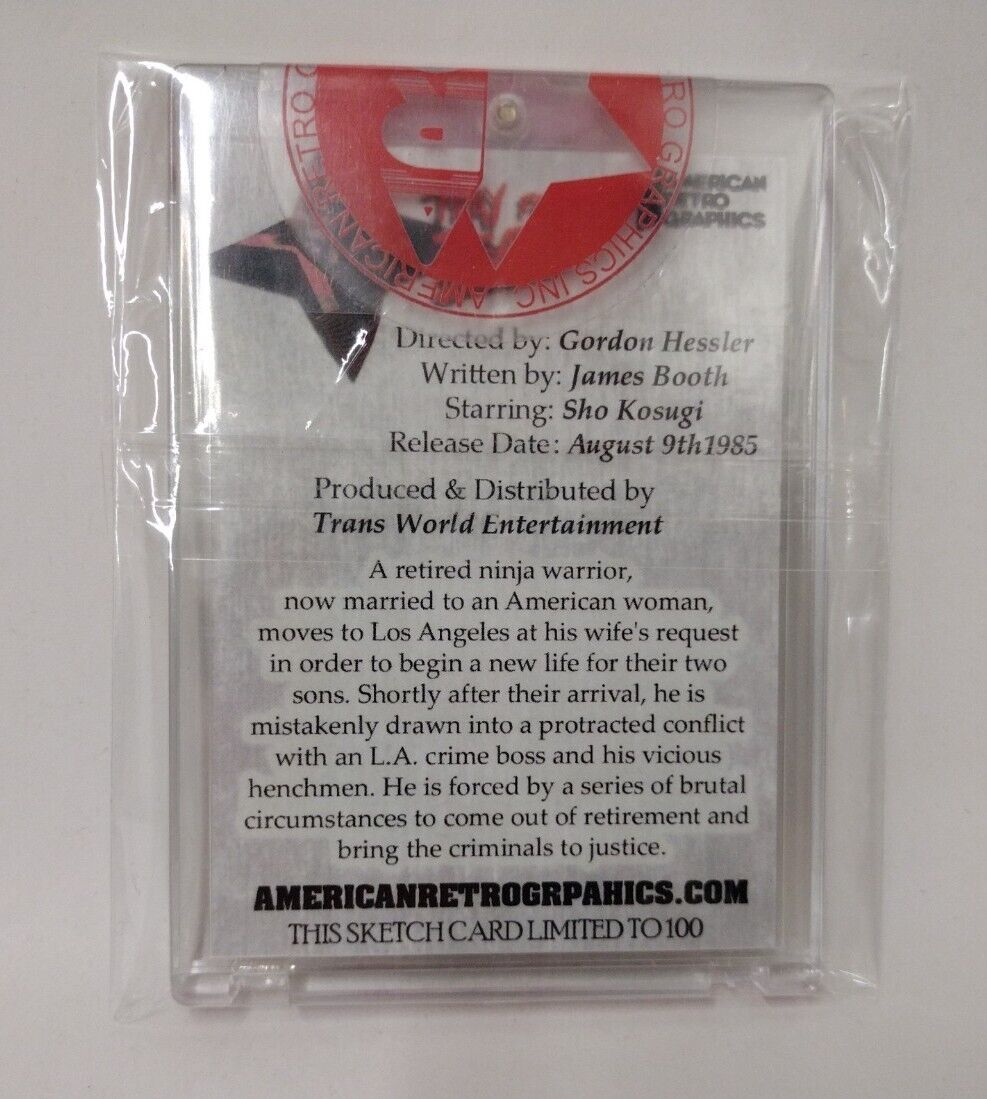 AMERICAN
RETRO
GRAPHICS
AMERICAN RETRO GRAPHICS INC.
Directed by: Gordon Hessler
Written by: James Booth
Starring: Sho Kosugi
Release Date: August 9th1985
Produced & Distributed by
Trans World Entertainment
A retired ninja warrior,
now married to an American woman,
moves to Los Angeles at his wife's request
in order to begin a new life for their two
sons. Shortly after their arrival, he is
mistakenly drawn into a protracted conflict
with an L.A. crime boss and his vicious
henchmen. He is forced by a series of brutal
circumstances to come out of retirement and
bring the criminals to justice.
AMERICANRETROGRPAHICS.COM
THIS SKETCH CARD LIMITED TO 100